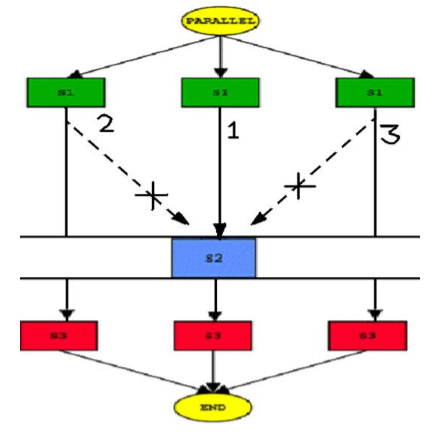 PARALLEL
S1 S1 S1
2 1 3
S2
S3 S3 S3
END